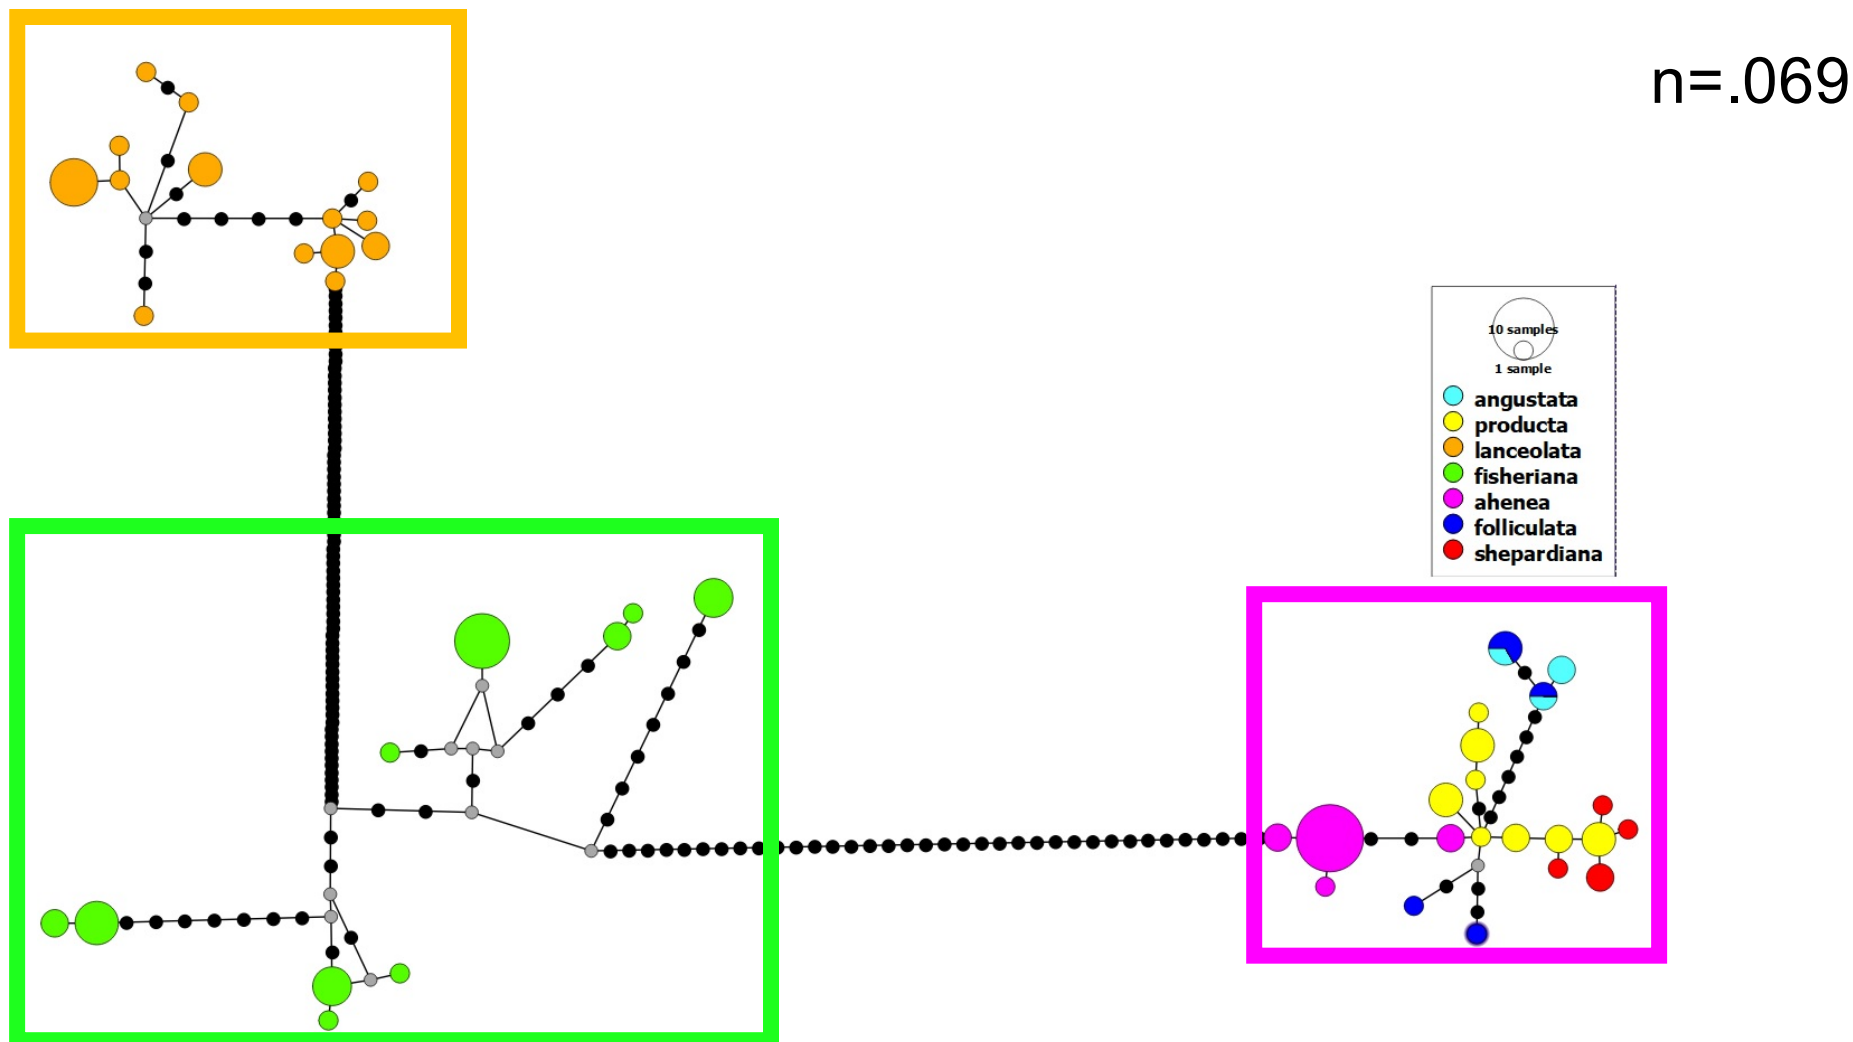 n=.069
10 samples
1 sample
angustata
producta
lanceolata
fisheriana
ahenea
folliculata
shepardiana